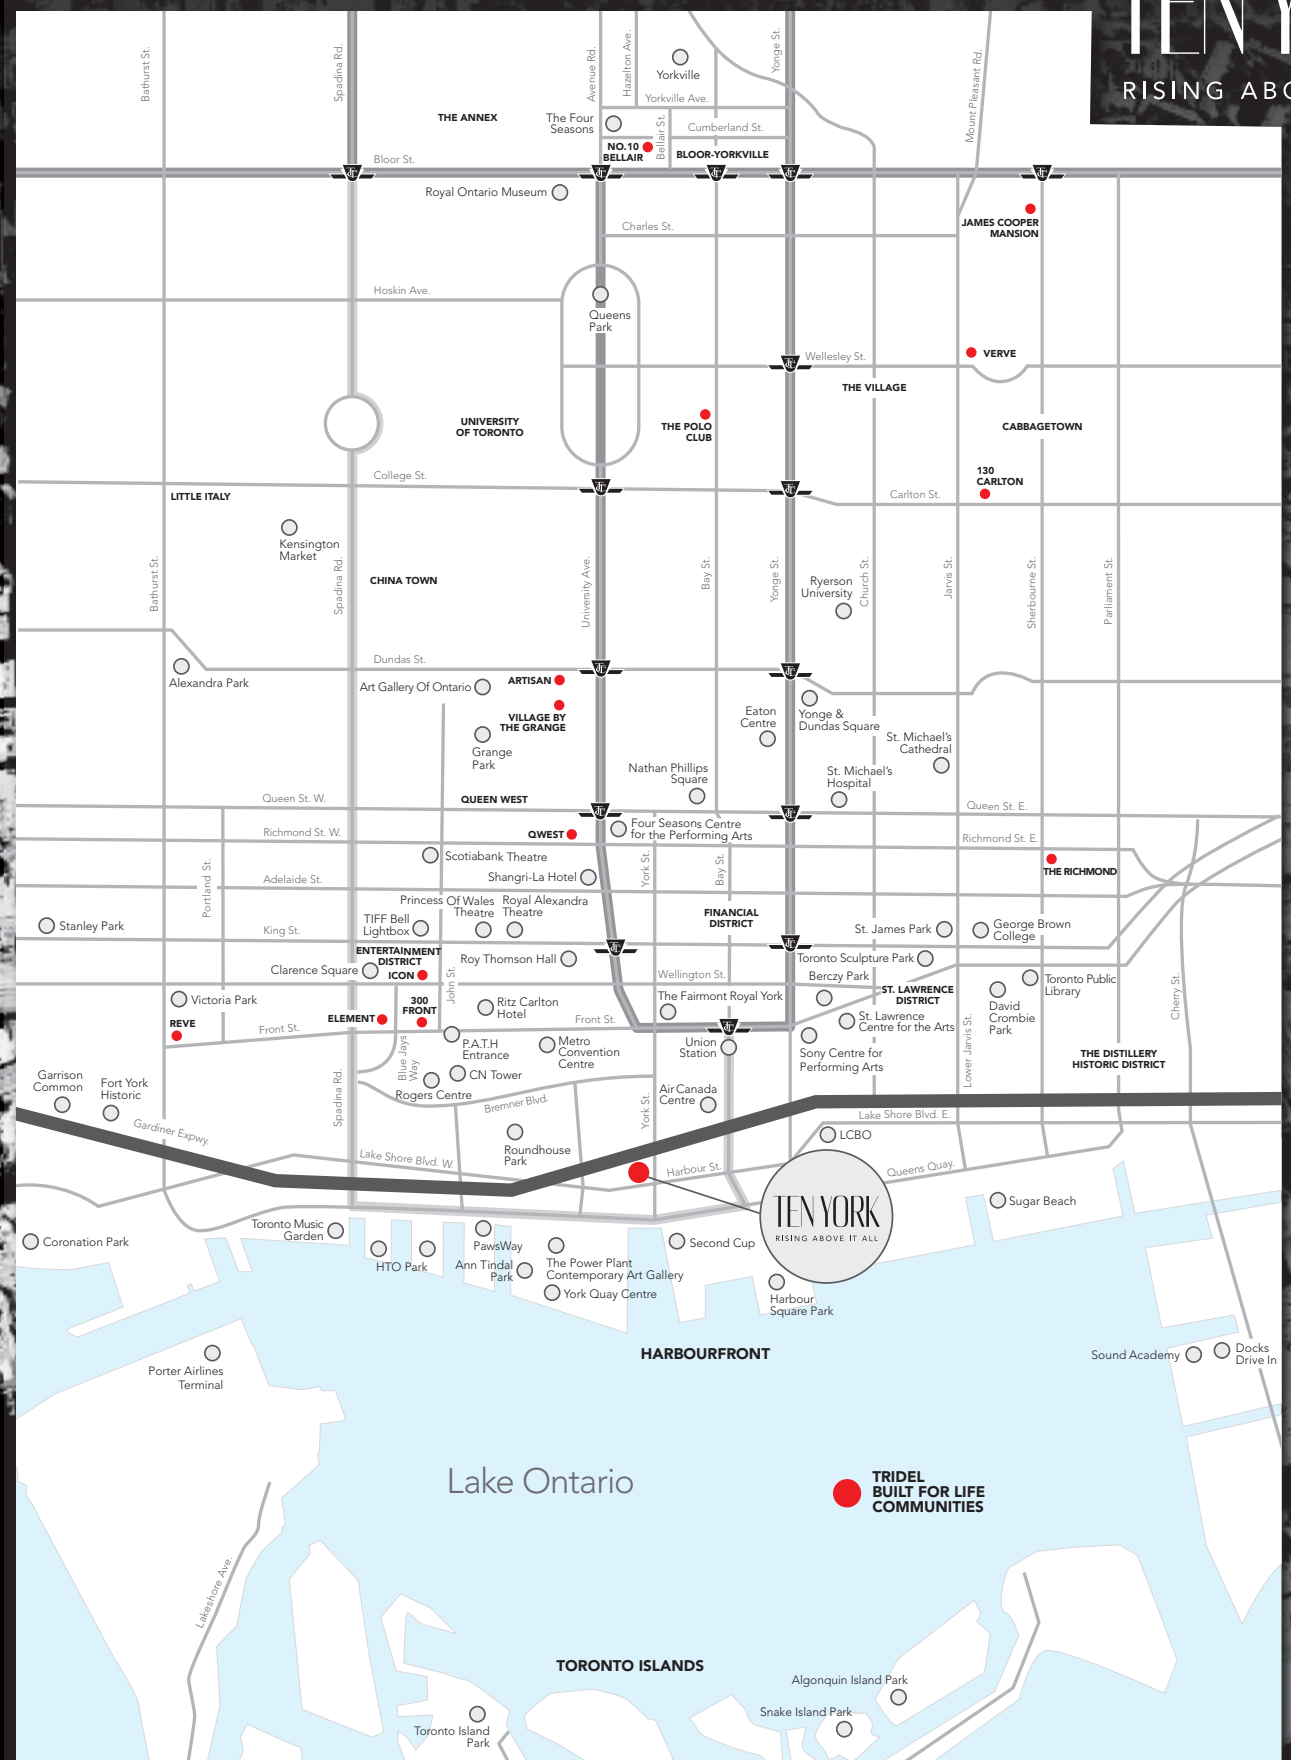 TEN Y
RISING ABO
Bathurst St.
Spadina Rd.
Avenue Rd.
Hazelton Ave.
Yorkville
Yonge St.
Mount Pleasant Rd.
Yorkville Ave.
THE ANNEX
The Four
Seasons
Bellair St.
Cumberland St.
NO.10
BELLAIR
BLOOR-YORKVILLE
Bloor St.
Royal Ontario Museum
JAMES COOPER
MANSION
Charles St.
Hoskin Ave.
Queens
Park
Wellesley St.
VERVE
THE VILLAGE
UNIVERSITY
OF TORONTO
THE POLO
CLUB
CABBAGETOWN
130
CARLTON
College St.
Carlton St.
LITTLE ITALY
Kensington
Market
CHINA TOWN
Bathurst St.
Spadina Rd.
University Ave.
Bay St.
Yonge St.
Ryerson
University
Church St.
Jarvis St.
Sherbourne St.
Parliament St.
Dundas St.
Alexandra Park
Art Gallery Of Ontario
ARTISAN
VILLAGE BY
THE GRANGE
Grange
Park
Eaton
Centre
Yonge &
Dundas Square
St. Michael's
Cathedral
Nathan Phillips
Square
St. Michael's
Hospital
Queen St. W.
QUEEN WEST
Queen St. E.
Richmond St. W.
QWEST
Four Seasons Centre
for the Performing Arts
Richmond St. E.
Scotiabank Theatre
THE RICHMOND
Portland St.
York St.
Bay St.
Adelaide St.
Shangri-La Hotel
Princess Of Wales
Theatre
Royal Alexandra
Theatre
TIFF Bell
Lightbox
FINANCIAL
DISTRICT
Stanley Park
King St.
St. James Park
George Brown
College
ENTERTAINMENT
DISTRICT
Clarence Square
ICON
Roy Thomson Hall
Toronto Sculpture Park
Wellington St.
Berczy Park
Toronto Public
Library
John St.
Cherry St.
Victoria Park
300
FRONT
Ritz Carlton
Hotel
The Fairmont Royal York
ST. LAWRENCE
DISTRICT
David
Crombie
Park
REVE
ELEMENT
Front St.
Front St.
St. Lawrence
Centre for the Arts
P.A.T.H
Entrance
Metro
Convention
Centre
Union
Station
Sony Centre for
Performing Arts
Lower Jarvis St.
THE DISTILLERY
HISTORIC DISTRICT
Blue Jays
Way
CN Tower
Rogers Centre
Garrison
Common
Fort York
Historic
Spadina Rd.
Bremner Blvd.
York St.
Air Canada
Centre
Gardiner Expwy.
Lake Shore Blvd. E.
LCBO
Roundhouse
Park
Lake Shore Blvd. W.
Harbour St.
Queens Quay.
TEN YORK
RISING ABOVE IT ALL
Sugar Beach
Toronto Music
Garden
Coronation Park
HTO Park
PawsWay
Ann Tindal
Park
The Power Plant
Contemporary Art Gallery
York Quay Centre
Second Cup
Harbour
Square Park
HARBOURFRONT
Porter Airlines
Terminal
Sound Academy
Docks
Drive In
Lake Ontario
TRIDEL
BUILT FOR LIFE
COMMUNITIES
Lakeshore Ave.
TORONTO ISLANDS
Algonquin Island Park
Snake Island Park
Toronto Island
Park